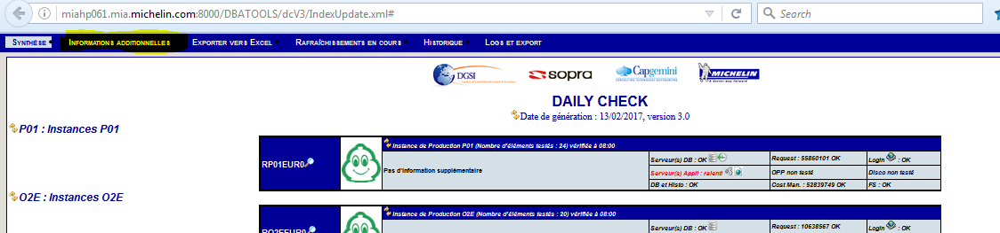 miahp061.mia.michelin.com:8000/DBATOOLS/dcV3/IndexUpdate.xml#
Search
Synthèse
Informations additionnelles
Exporter vers Excel
Rafraîchissements en cours
Historique
Logs et export
DGSI
sopra
Capgemini
CONSULTING.TECHNOLOGY.OUTSOURCING
MICHELIN
DAILY CHECK
Date de génération : 13/02/2017, version 3.0
P01 : Instances P01
RP01EUR0
Instance de Production P01 (Nombre d'éléments testés : 24) vérifiée à 08:00
Pas d'information supplémentaire
Serveur(s) DB : OK
Request : 55860101 OK
Login : OK
Serveur(s) Appli : ralenti
OPP non testé
Disco non testé
DB et Histo : OK
Cost Man. : 52839749 OK
FS : OK
O2E : Instances O2E
RO2EEUR0
Instance de Production O2E (Nombre d'éléments testés : 20) vérifiée à 08:00
Serveur(s) DB : OK
Request : 10638567 OK
Login : OK